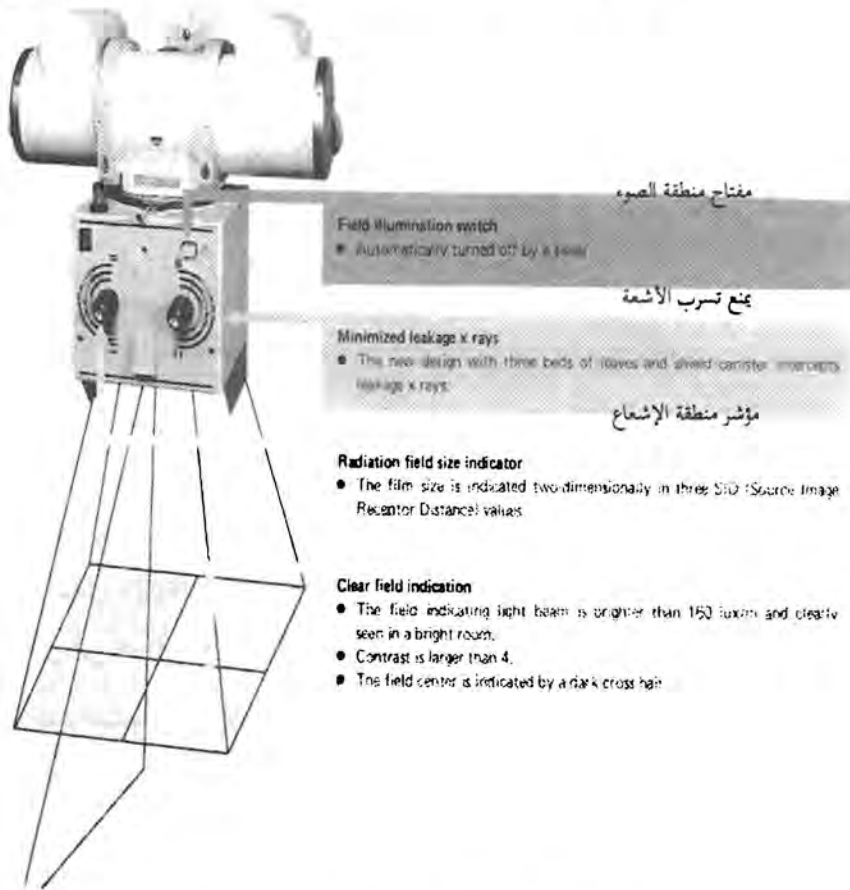 مفتاح منطقة الضوء
Field illumination switch
● Automatically turned off by a timer
يمنع تسرب الأشعة
Minimized leakage x rays
● The new design with three beds of leaves and shield canister intercepts
leakage x rays.
مؤشر منطقة الإشعاع
Radiation field size indicator
● The film size is indicated two-dimensionally in three SID (Source Image
Receptor Distance) values
Clear field indication
● The field indicating light beam is brighter than 160 lux/m and clearly
seen in a bright room.
● Contrast is larger than 4.
● The field center is indicated by a dark cross hair